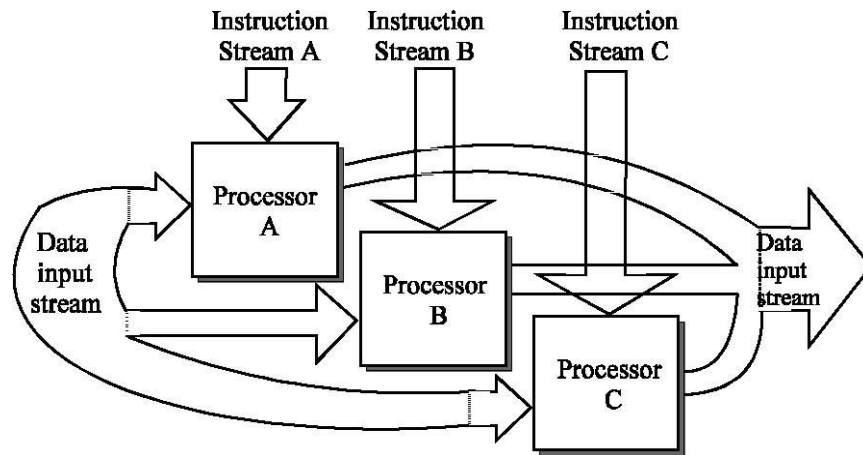 Instruction
Stream A
Instruction
Stream B
Instruction
Stream C
Processor
A
Data
input
stream
Processor
B
Data
input
stream
Processor
C